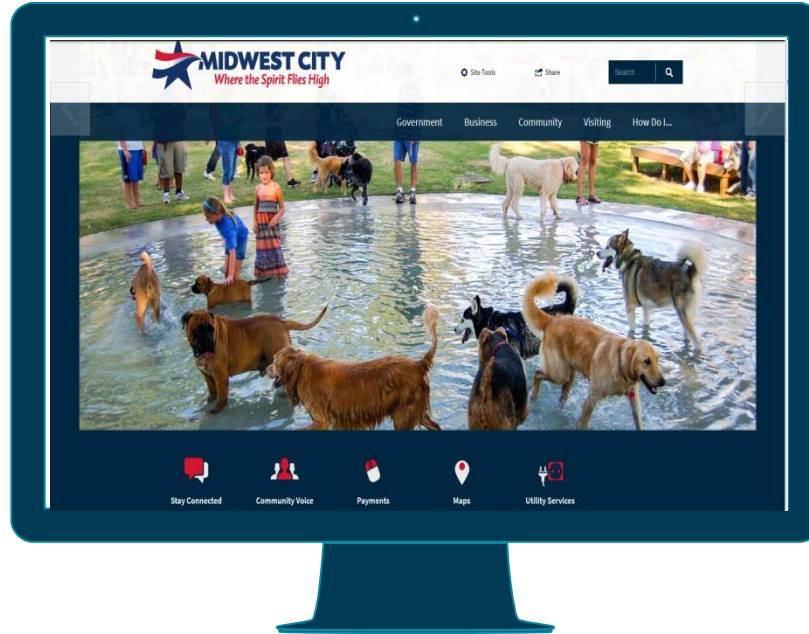 MIDWEST CITY
Where the Spirit Flies High
Site Tools
Share
Search...
Government Business Community Visiting How Do I...
Stay Connected Community Voice Payments Maps Utility Services